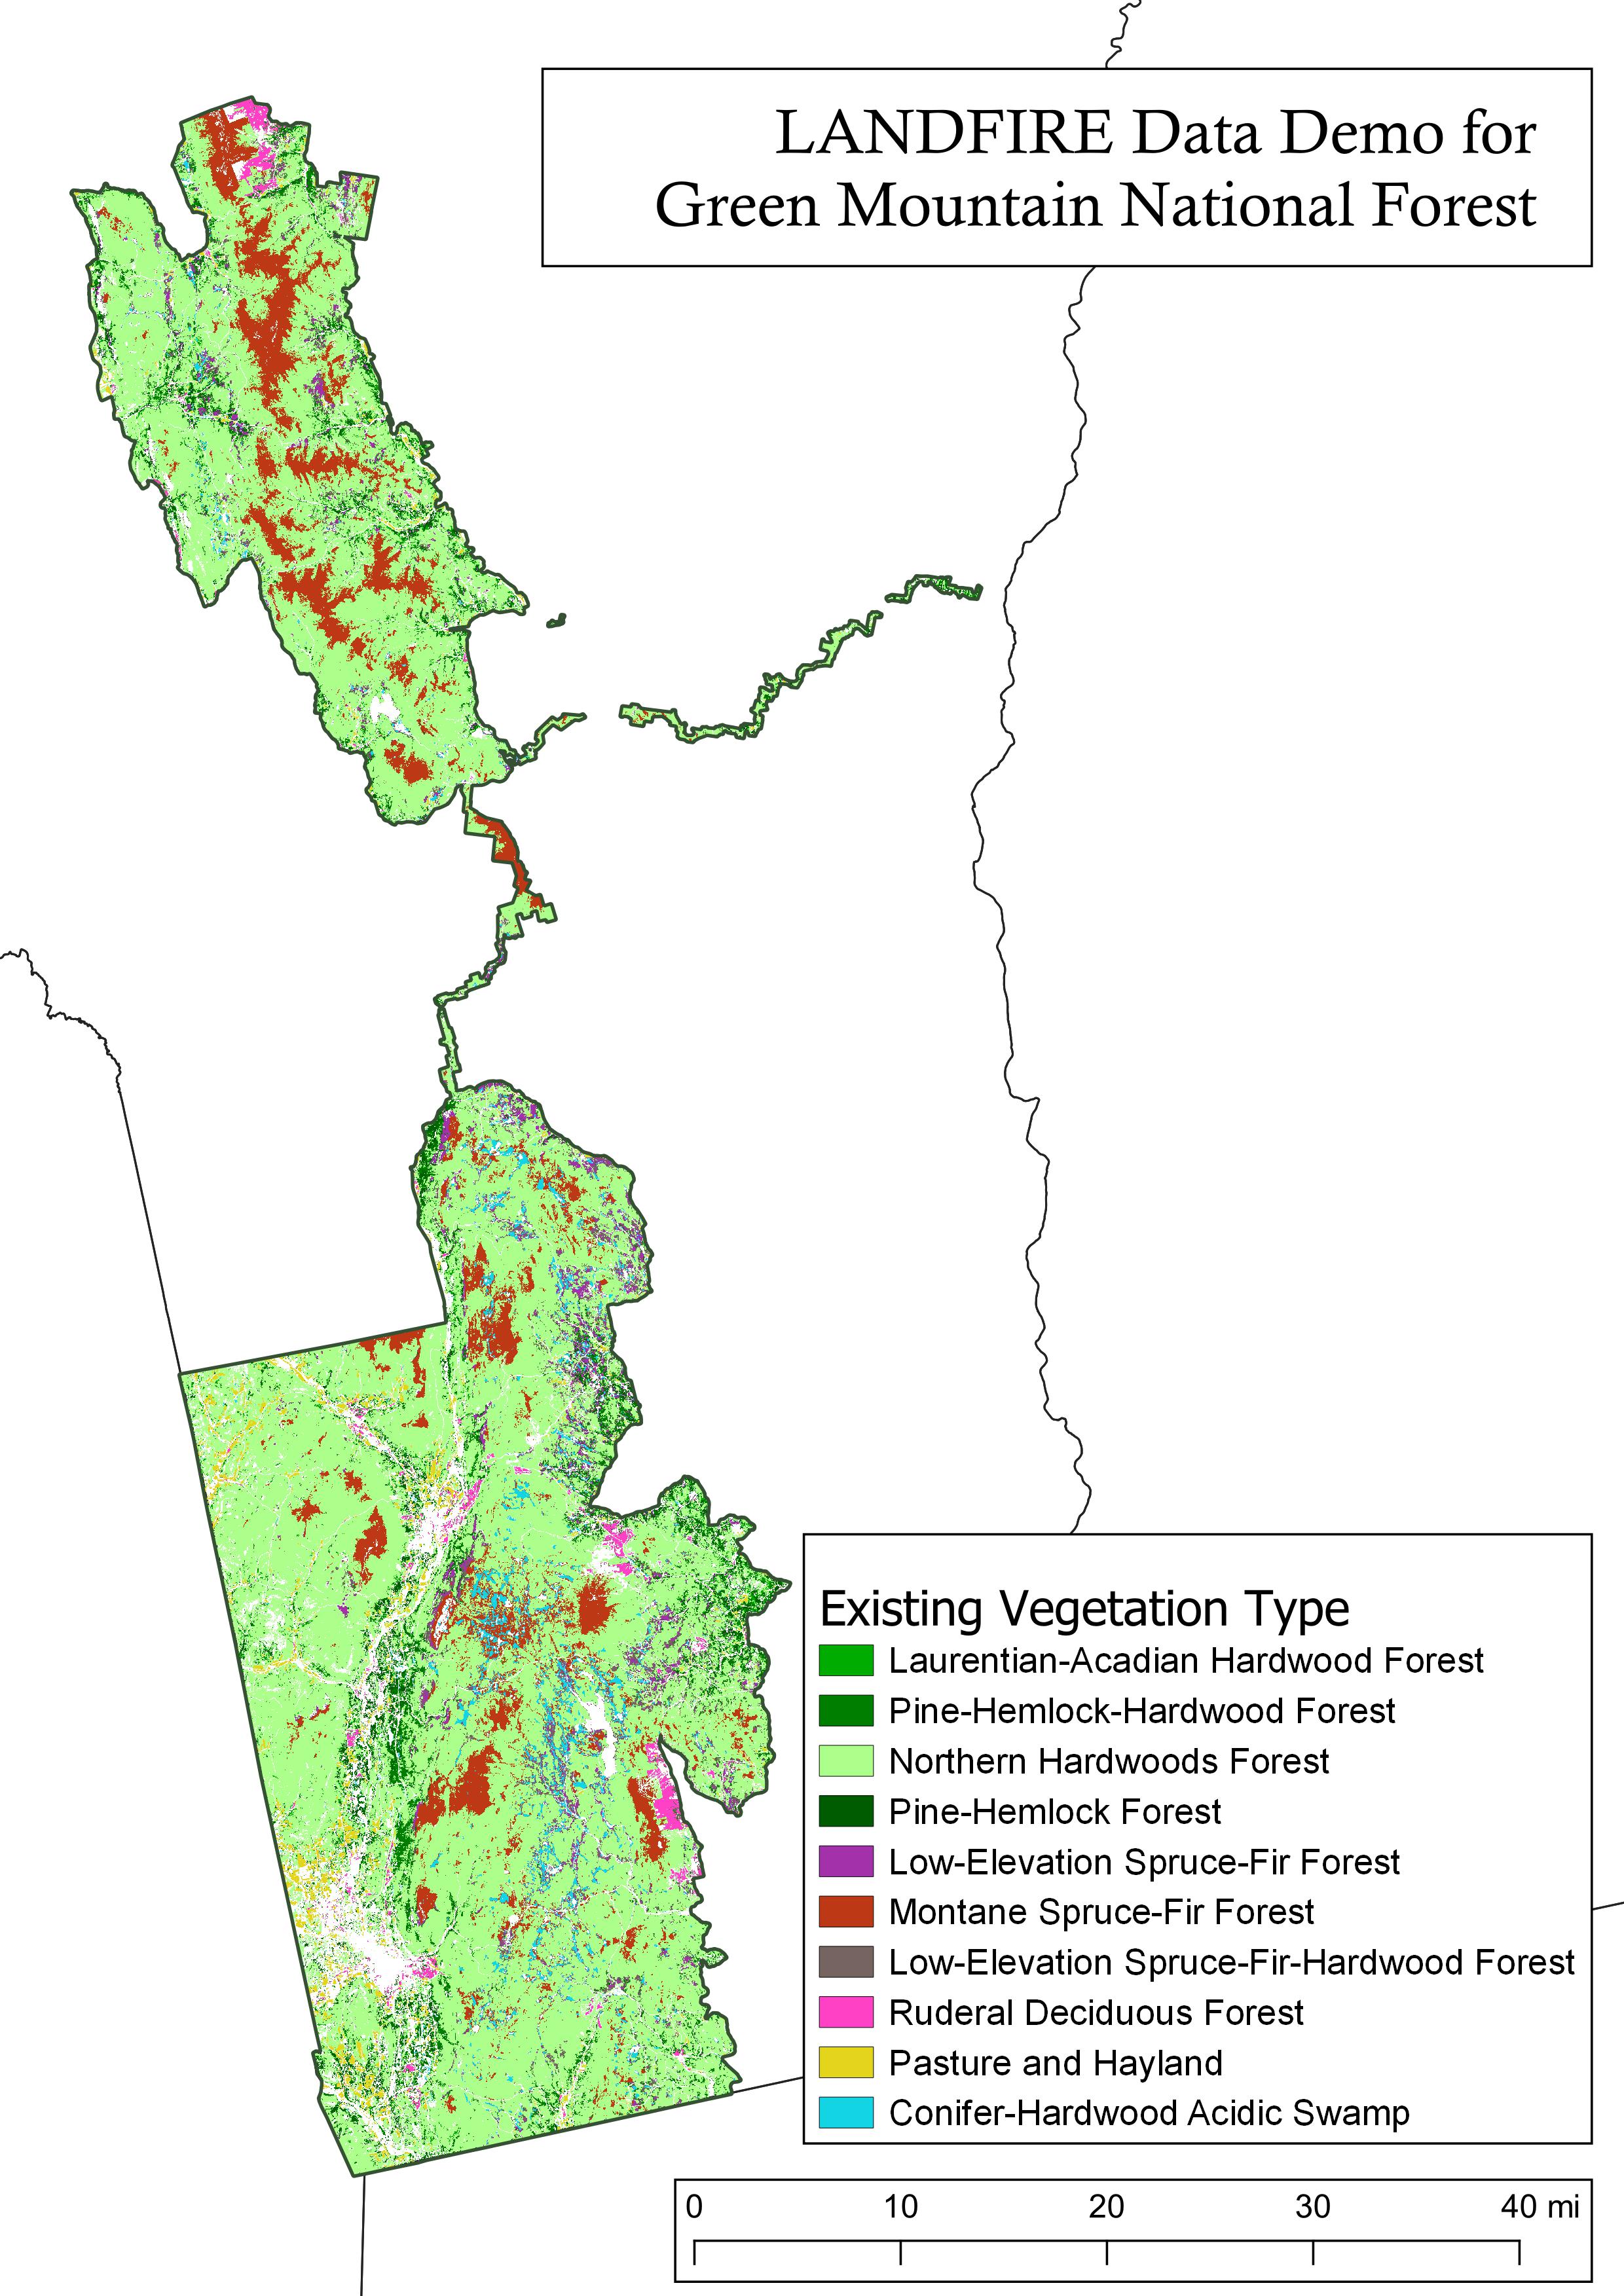 LANDFIRE Data Demo for
Green Mountain National Forest
Existing Vegetation Type
Laurentian-Acadian Hardwood Forest
Pine-Hemlock-Hardwood Forest
Northern Hardwoods Forest
Pine-Hemlock Forest
Low-Elevation Spruce-Fir Forest
Montane Spruce-Fir Forest
Low-Elevation Spruce-Fir-Hardwood Forest
Ruderal Deciduous Forest
Pasture and Hayland
Conifer-Hardwood Acidic Swamp
0 10 20 30 40 mi